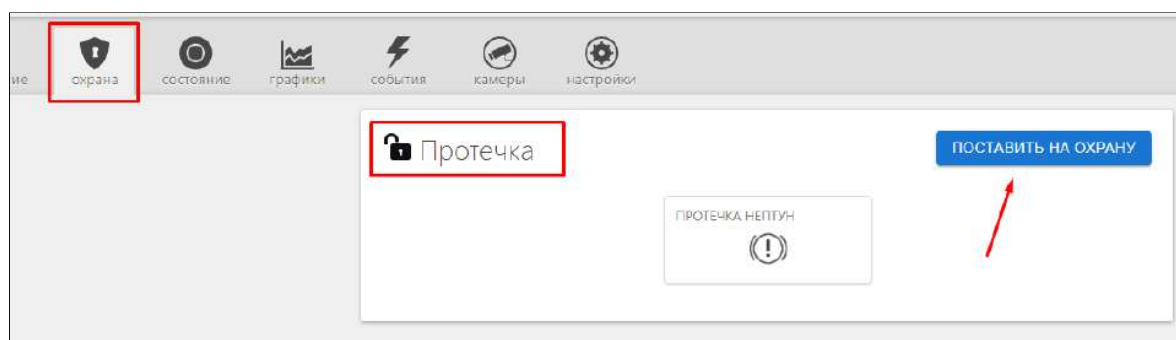 ие охрана состояние графики события камеры настройки
Протечка
ПОСТАВИТЬ НА ОХРАНУ
ПРОТЕЧКА НЕПТУН